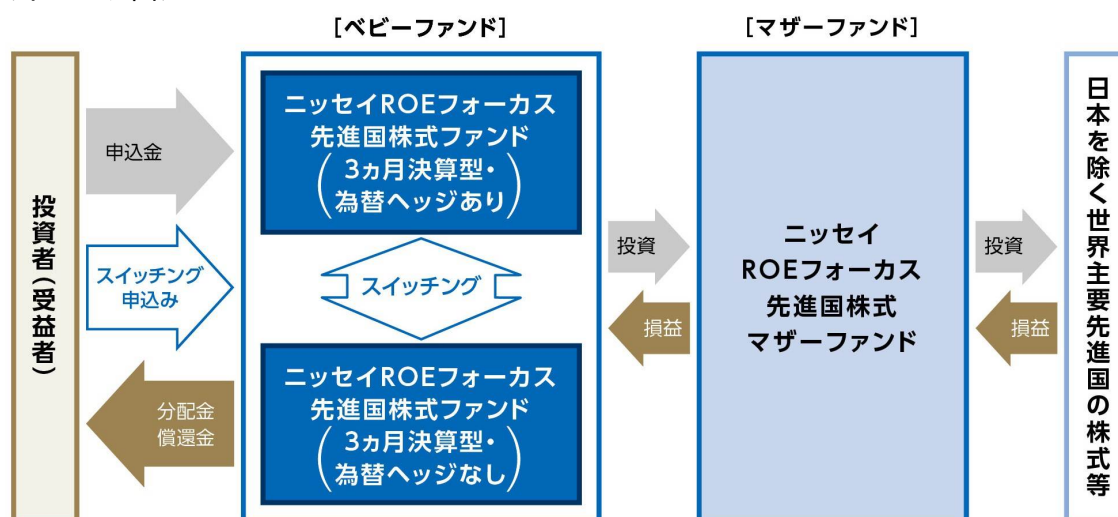 [ベビーファンド]
[マザーファンド]
投資者(受益者)
申込金
スイッチング
申込み
分配金
償還金
ニッセイROEフォーカス
先進国株式ファンド
(3ヵ月決算型・
為替ヘッジあり)
スイッチング
ニッセイROEフォーカス
先進国株式ファンド
(3ヵ月決算型・
為替ヘッジなし)
投資
損益
ニッセイ
ROEフォーカス
先進国株式
マザーファンド
投資
損益
日本を除く世界主要先進国の株式等